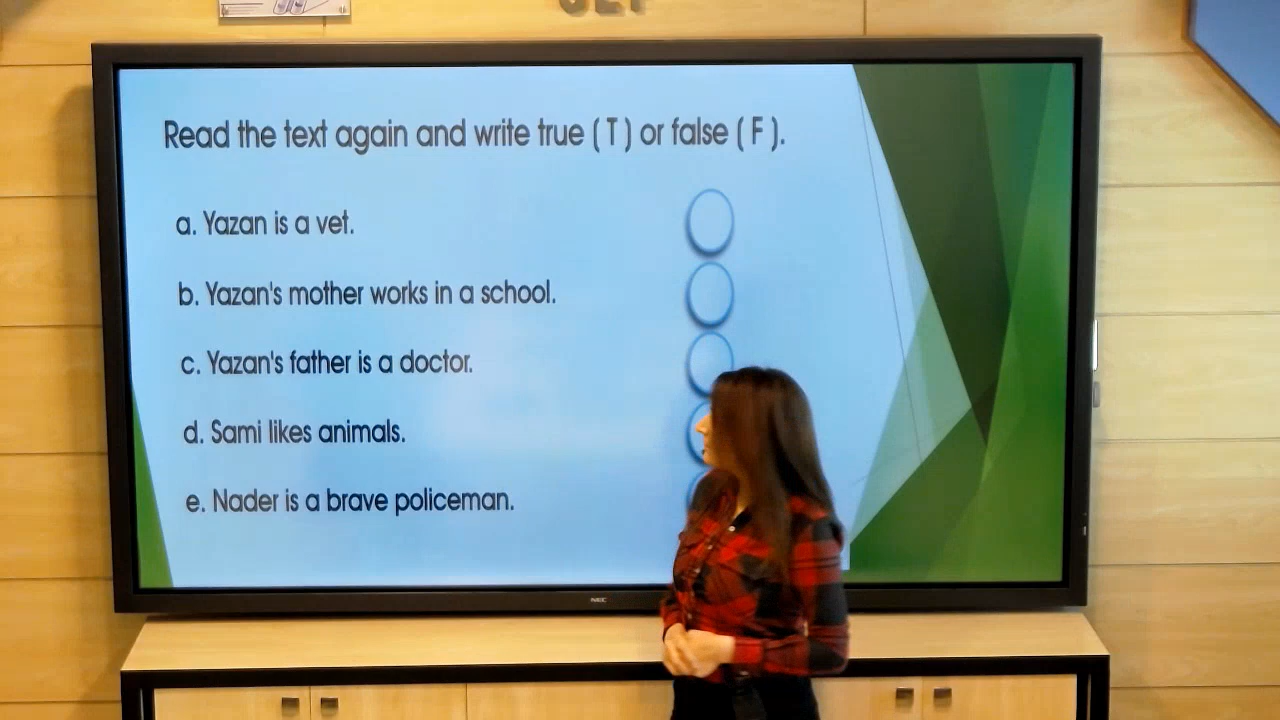 Read the text again and write true ( T ) or false ( F ).
a. Yazan is a vet.
b. Yazan's mother works in a school.
c. Yazan's father is a doctor.
d. Sami likes animals.
e. Nader is a brave policeman.
NEC